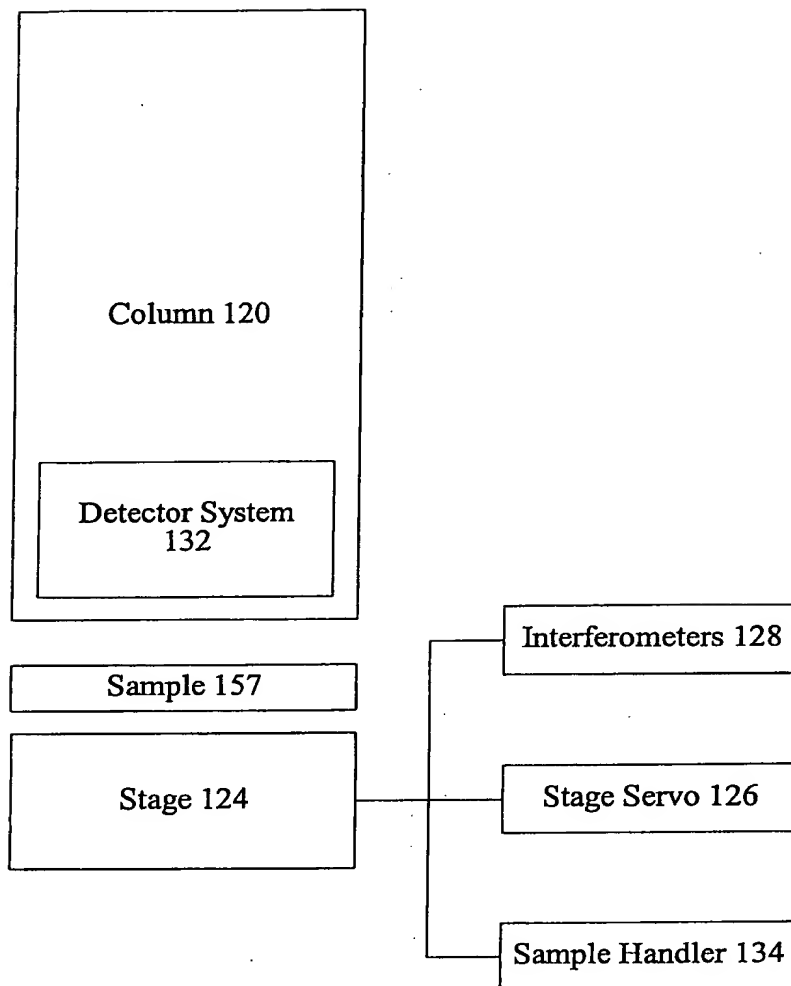 Column 120
Detector System
132
Interferometers 128
Sample 157
Stage 124
Stage Servo 126
Sample Handler 134